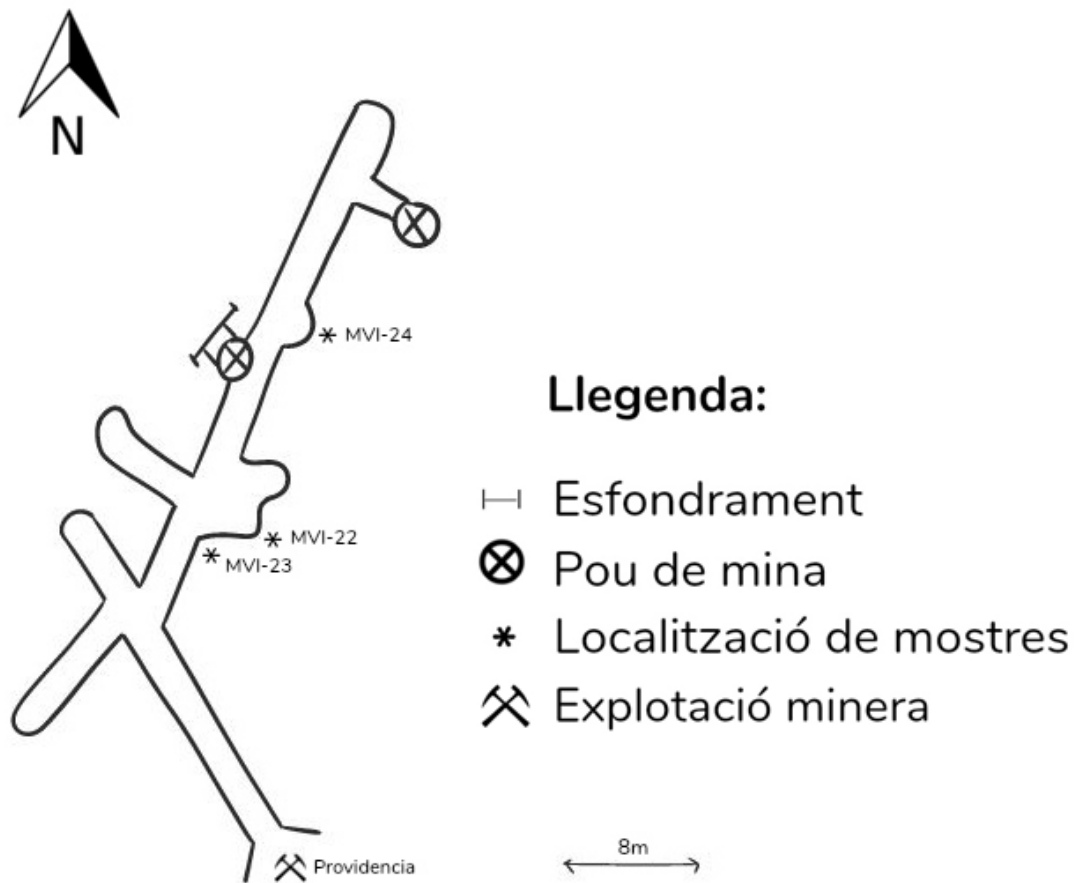 N
MVI-24
Llegenda:
Esfondrament
MVI-22
MVI-23
Pou de mina
Localització de mostres
Explotació minera
8m
Providencia